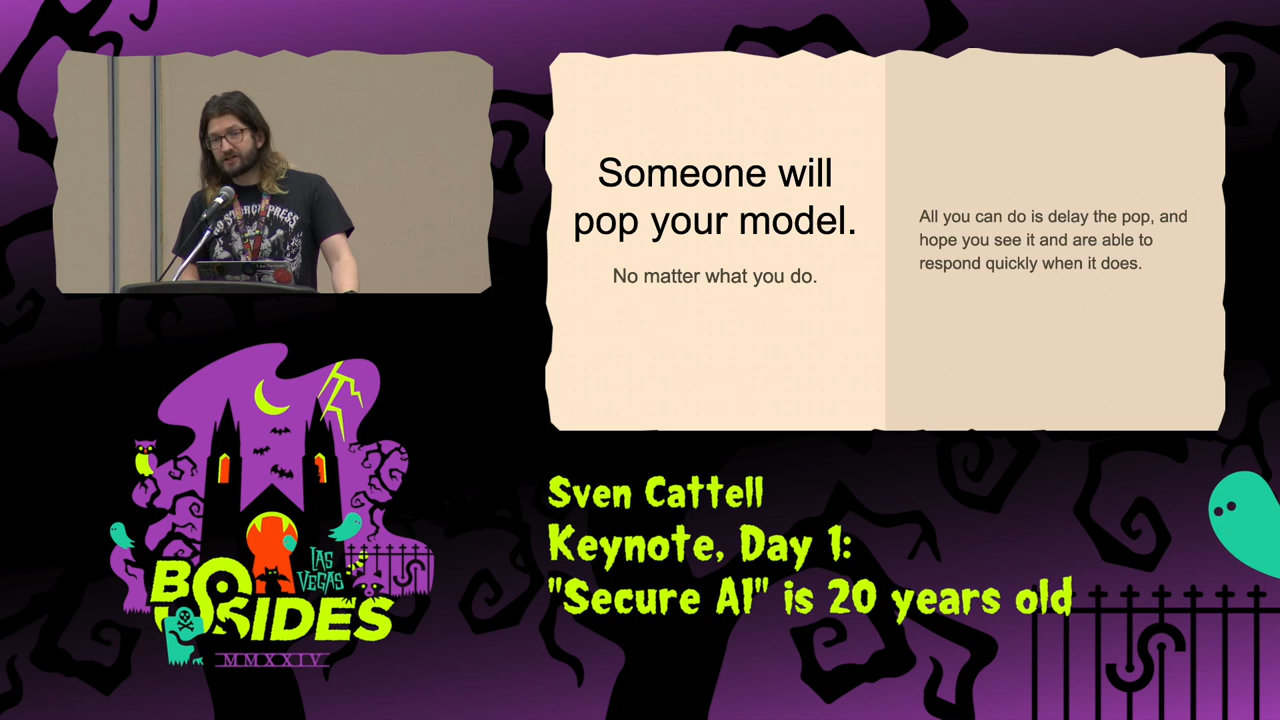 Someone will
pop your model.
No matter what you do.
All you can do is delay the pop, and
hope you see it and are able to
respond quickly when it does.
Sven Cattell
Keynote, Day 1:
"Secure AI" is 20 years old
LAS
VEGAS
BSIDES
MMXXIV